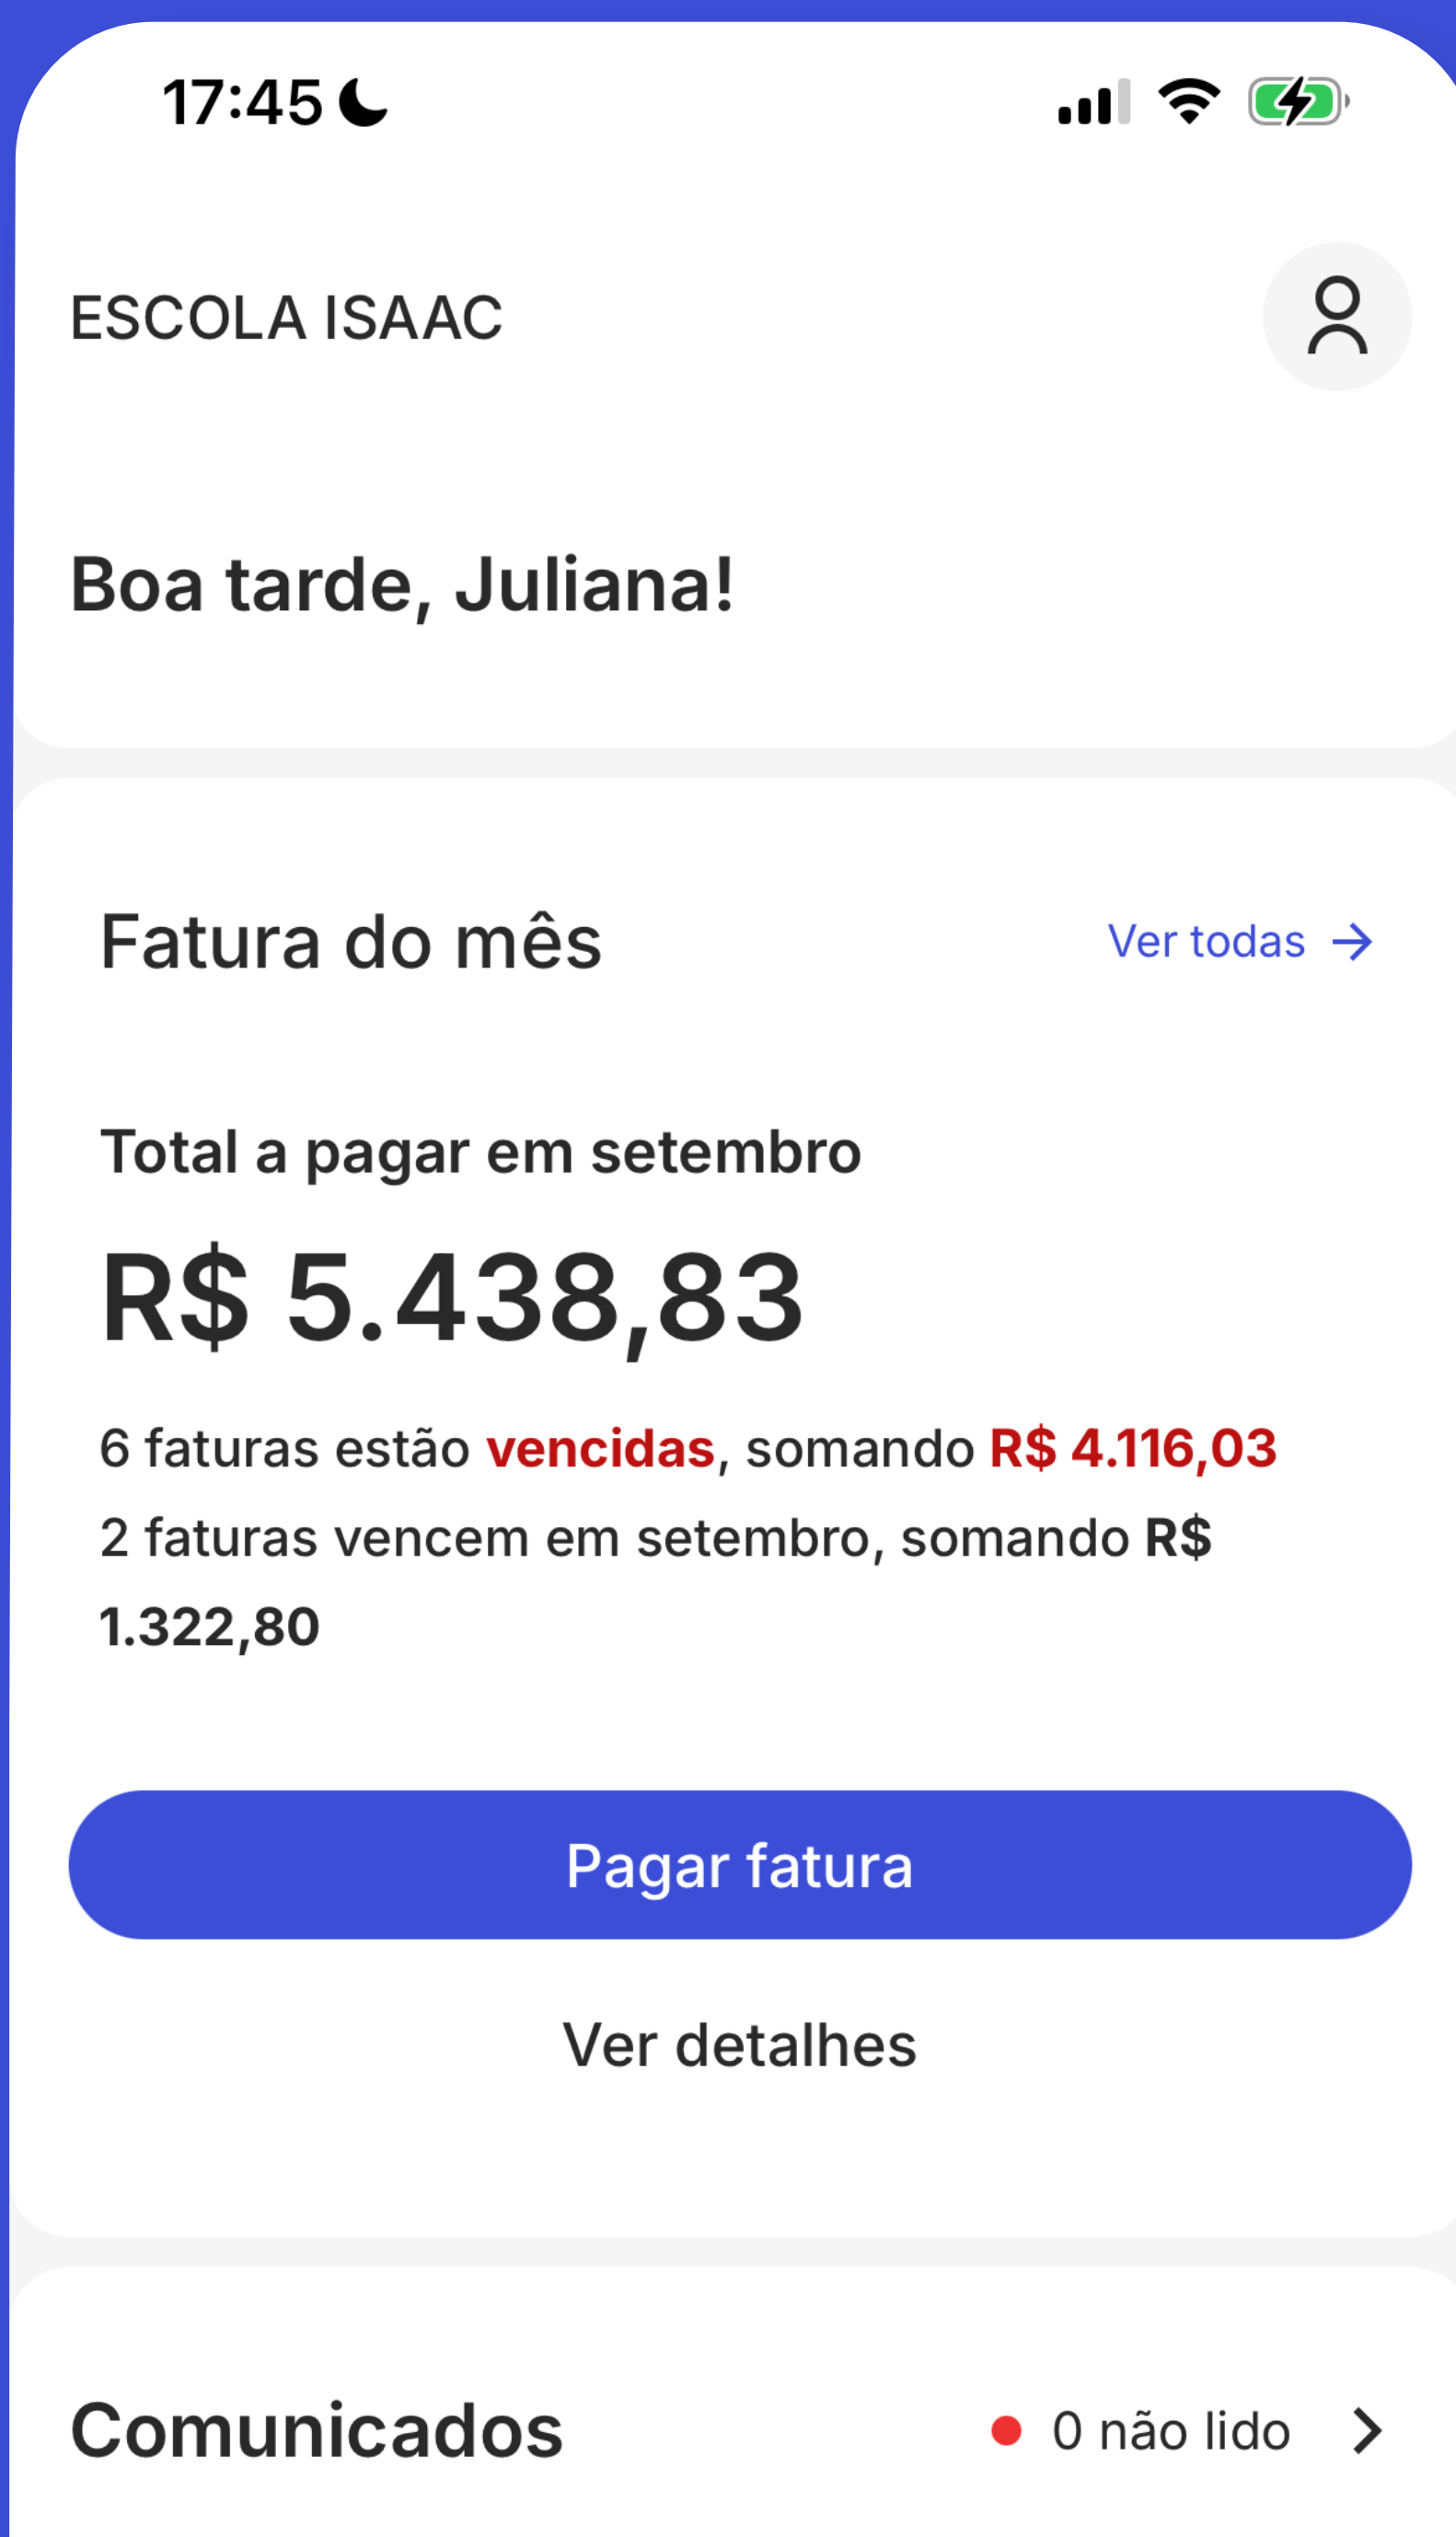 17:45
ESCOLA ISAAC
Boa tarde, Juliana!
Fatura do mês
Ver todas →
Total a pagar em setembro
R$ 5.438,83
6 faturas estão vencidas, somando R$ 4.116,03
2 faturas vencem em setembro, somando R$
1.322,80
Pagar fatura
Ver detalhes
Comunicados
0 não lido